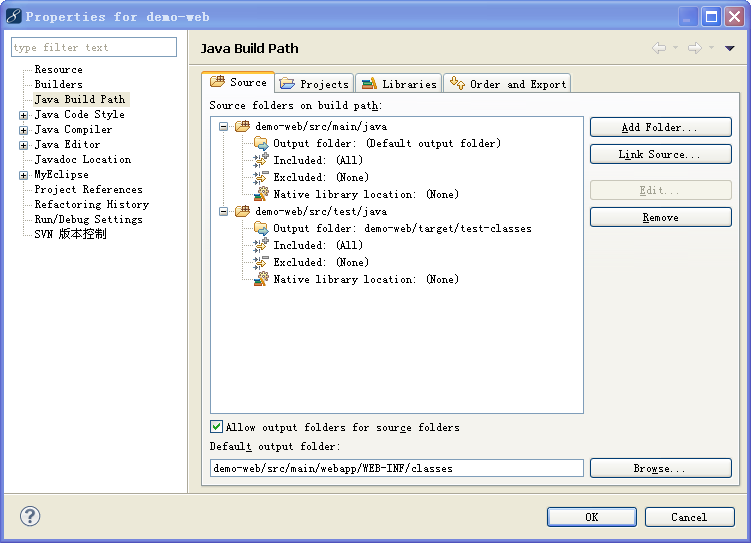 Properties for demo-web
type filter text
Resource
Builders
Java Build Path
Java Code Style
Java Compiler
Java Editor
Javadoc Location
MyEclipse
Project References
Refactoring History
Run/Debug Settings
SVN 版本控制
Java Build Path
Source
Projects
Libraries
Order and Export
Source folders on build path:
demo-web/src/main/java
Output folder: (Default output folder)
Included: (All)
Excluded: (None)
Native library location: (None)
demo-web/src/test/java
Output folder: demo-web/target/test-classes
Included: (All)
Excluded: (None)
Native library location: (None)
Add Folder...
Link Source...
Edit...
Remove
Allow output folders for source folders
Default output folder:
demo-web/src/main/webapp/WEB-INF/classes
Browse...
OK
Cancel